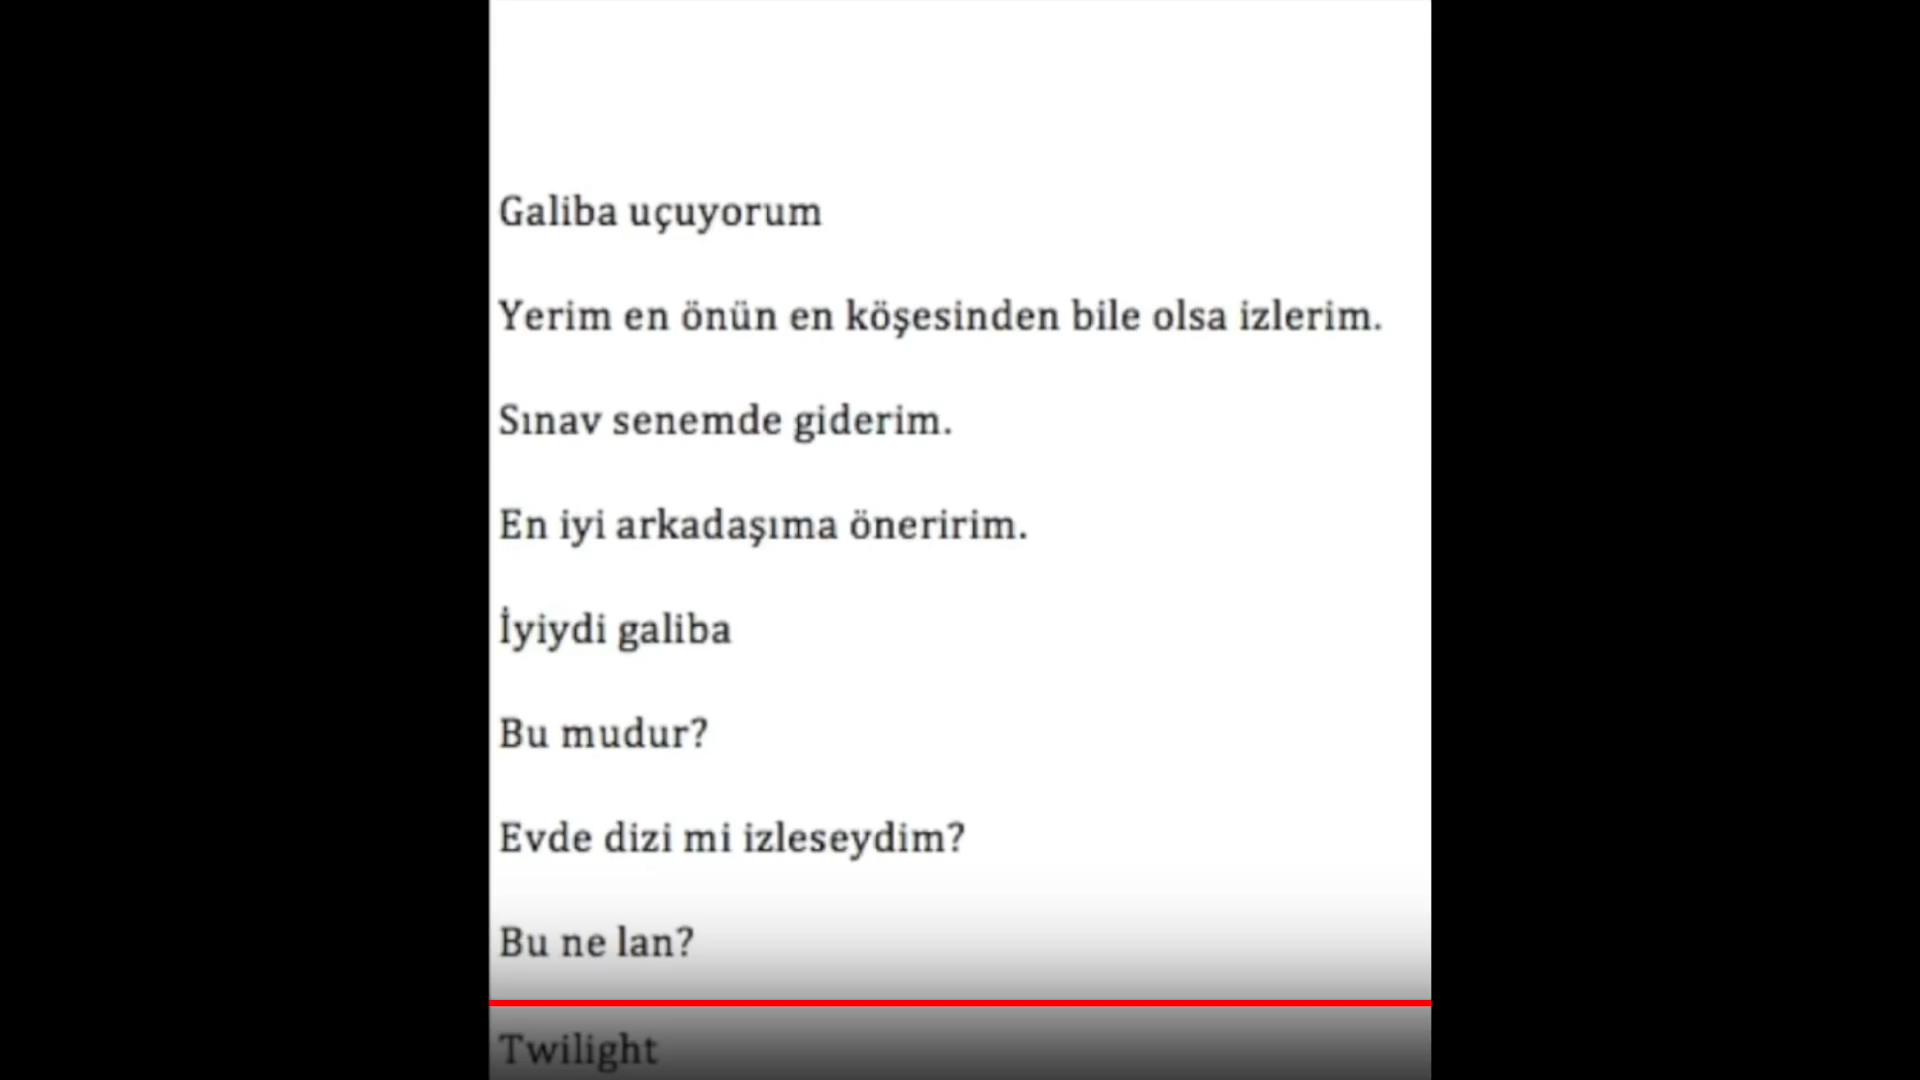 Galiba uçuyorum
Yerim en önün en köşesinden bile olsa izlerim.
Sınav senemde giderim.
En iyi arkadaşıma öneririm.
İyiydi galiba
Bu mudur?
Evde dizi mi izleseydim?
Bu ne lan?
Twilight